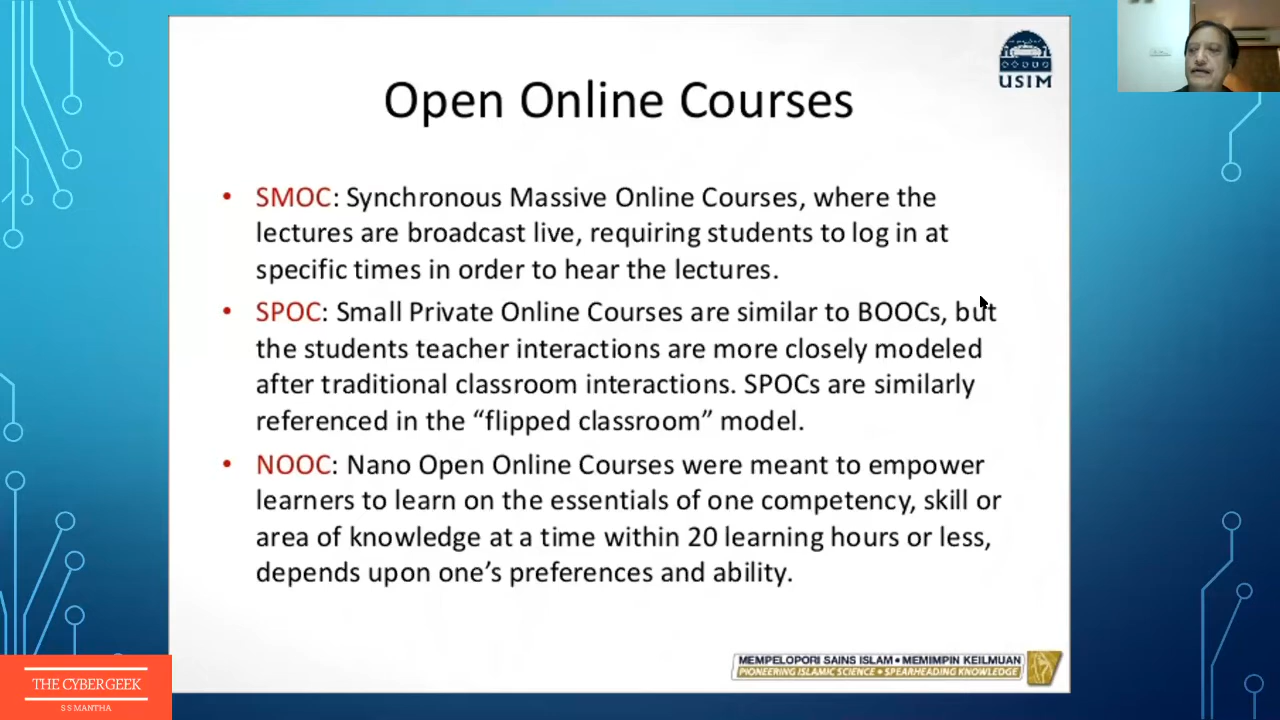 USIM
Open Online Courses
• SMOC: Synchronous Massive Online Courses, where the
lectures are broadcast live, requiring students to log in at
specific times in order to hear the lectures.
• SPOC: Small Private Online Courses are similar to BOOCs, but
the students teacher interactions are more closely modeled
after traditional classroom interactions. SPOCs are similarly
referenced in the “flipped classroom” model.
• NOOC: Nano Open Online Courses were meant to empower
learners to learn on the essentials of one competency, skill or
area of knowledge at a time within 20 learning hours or less,
depends upon one’s preferences and ability.
MEMPELOPORI SAINS ISLAM • MEMIMPIN KEILMUAN
PIONEERING ISLAMIC SCIENCE • SPEARHEADING KNOWLEDGE
THE CYBERGEEK
S S MANTHA